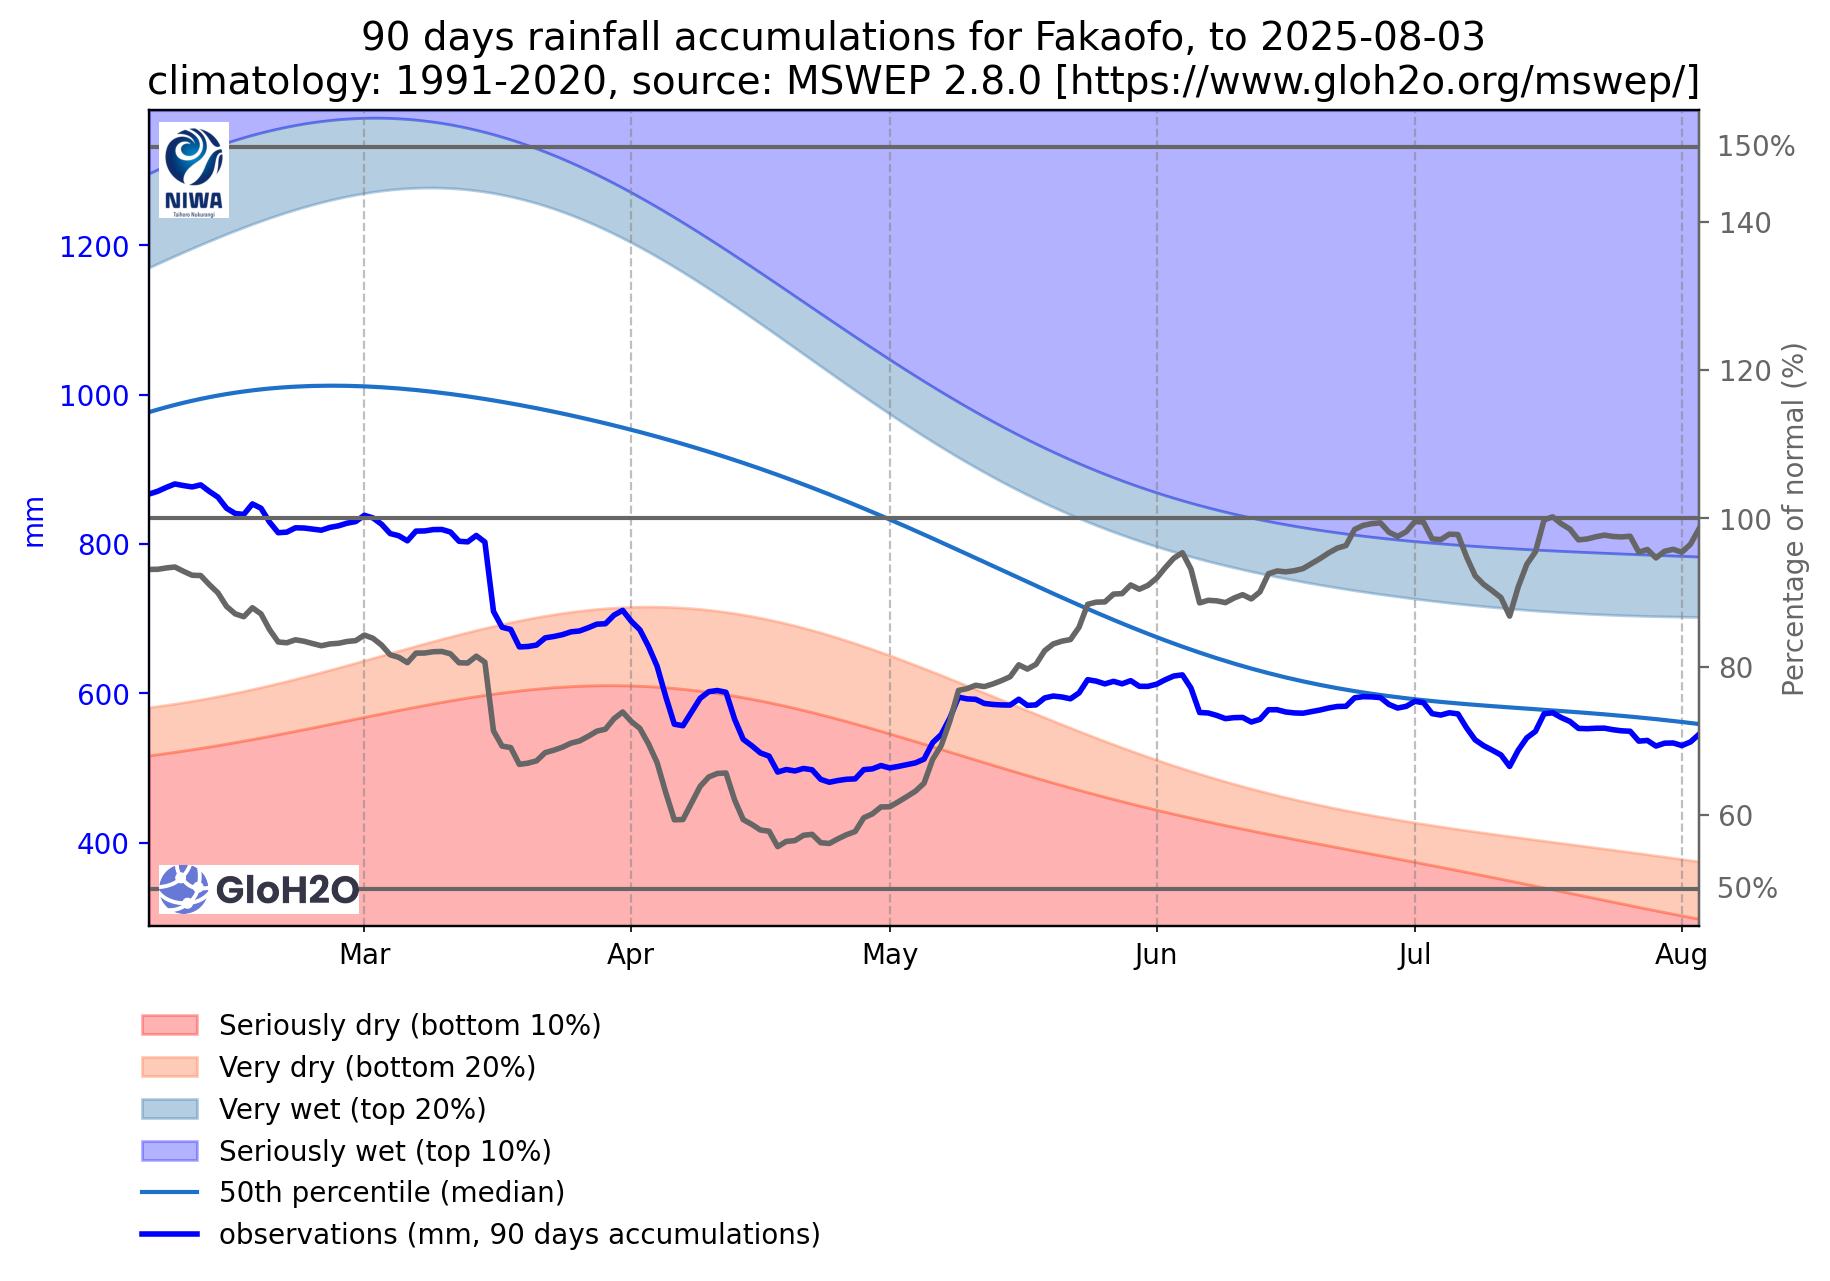 90 days rainfall accumulations for Fakaofo, to 2025-08-03
climatology: 1991-2020, source: MSWEP 2.8.0 [https://www.gloh2o.org/mswep/]
NIWA
Taihoro Nukurangi
150%
140
1200
120
1000
mm
Percentage of normal (%)
800
100
600
80
400
60
GloH2O
50%
Mar
Apr
May
Jun
Jul
Aug
Seriously dry (bottom 10%)
Very dry (bottom 20%)
Very wet (top 20%)
Seriously wet (top 10%)
50th percentile (median)
observations (mm, 90 days accumulations)